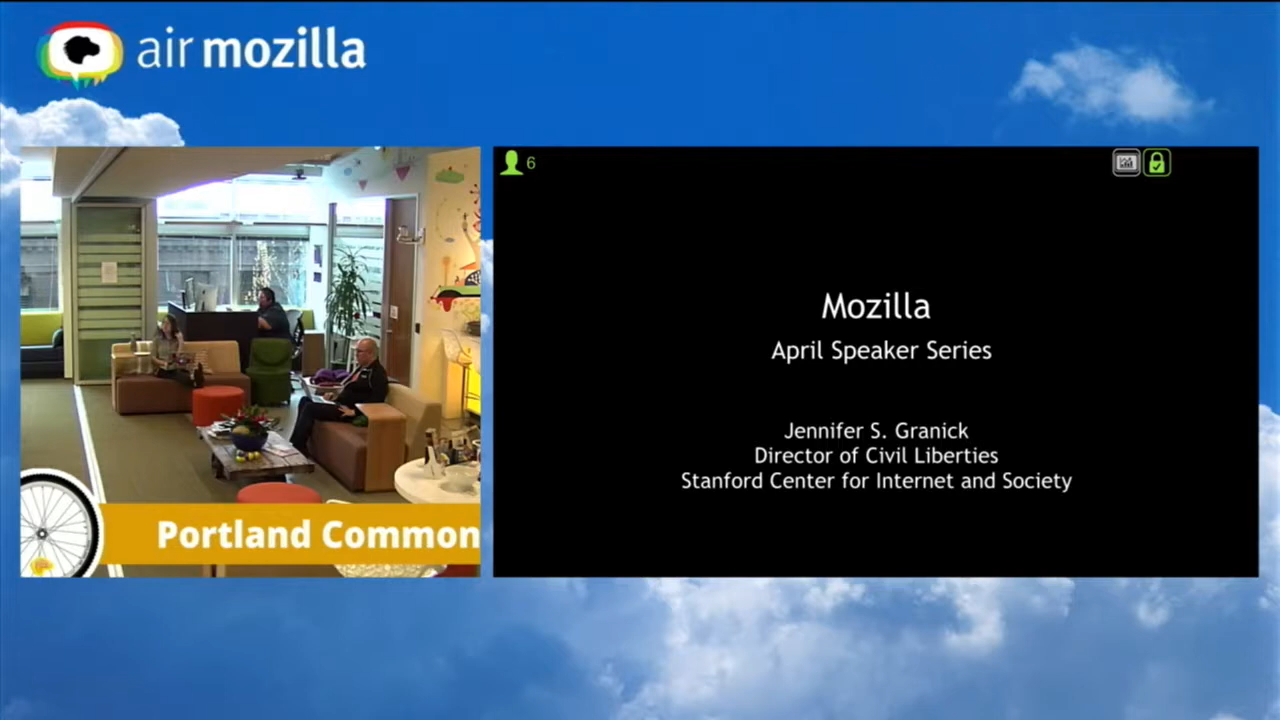 air mozilla
6
Mozilla
April Speaker Series
Jennifer S. Granick
Director of Civil Liberties
Stanford Center for Internet and Society
Portland Common